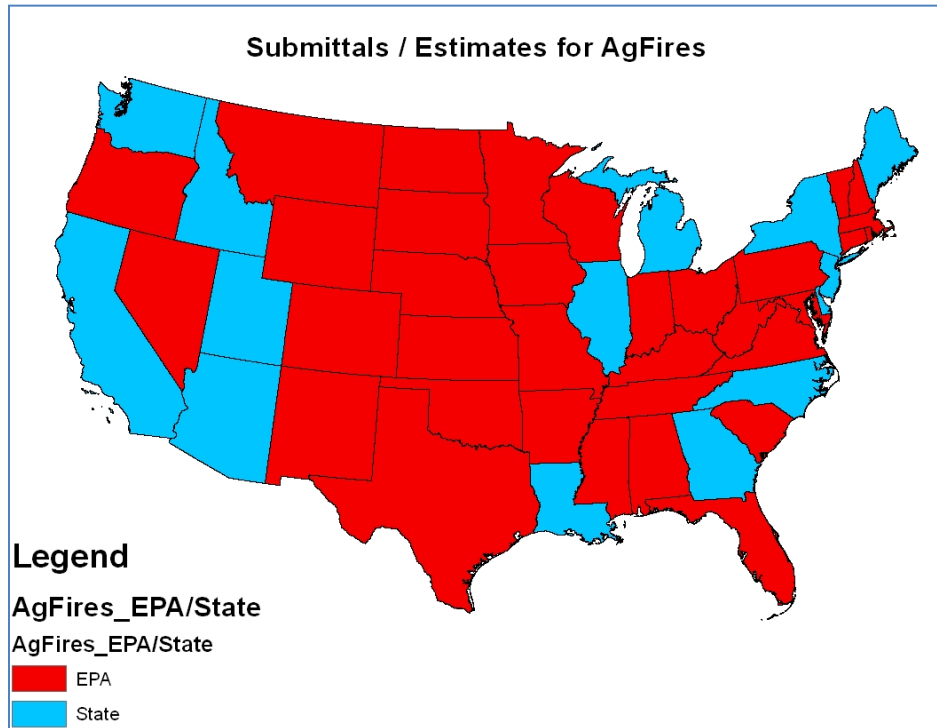 Submittals / Estimates for AgFires
Legend
AgFires_EPA/State
AgFires_EPA/State
EPA
State